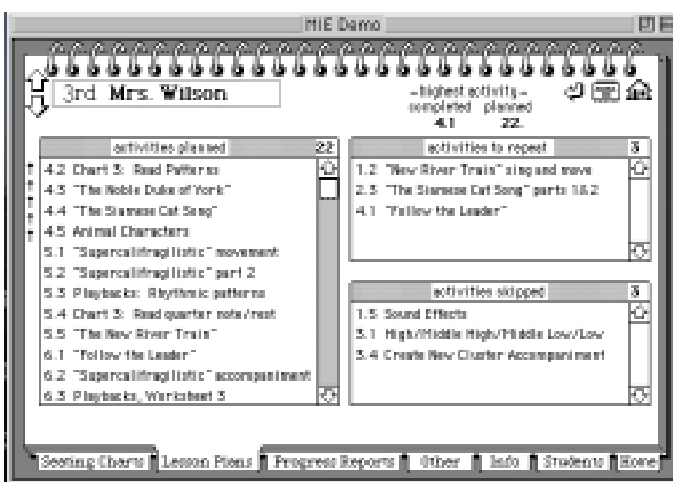 MIE Demo
3rd Mrs. Wilson
-highest activity-
completed planned
4.1 22.
activities planned 22
4.2 Chart 3: Read Patterns
4.3 "The Noble Duke of York"
4.4 "The Siamese Cat Song"
4.5 Animal Characters
5.1 "Supercalifragilistic" movement
5.2 "Supercalifragilistic" part 2
5.3 Playbacks: Rhythmic patterns
5.4 Chart 3: Read quarter note/rest
5.5 "The New River Train"
6.1 "Follow the Leader"
6.2 "Supercalifragilistic" accompaniment
6.3 Playbacks, Worksheet 3
activities to repeat 3
1.2 "New River Train" sing and move
2.3 "The Siamese Cat Song" parts 1&2
4.1 "Follow the Leader"
activities skipped 3
1.5 Sound Effects
3.1 High/Middle High/Middle Low/Low
3.4 Create New Cluster Accompaniment
Seating Charts Lesson Plans Progress Reports Other Info Students Home